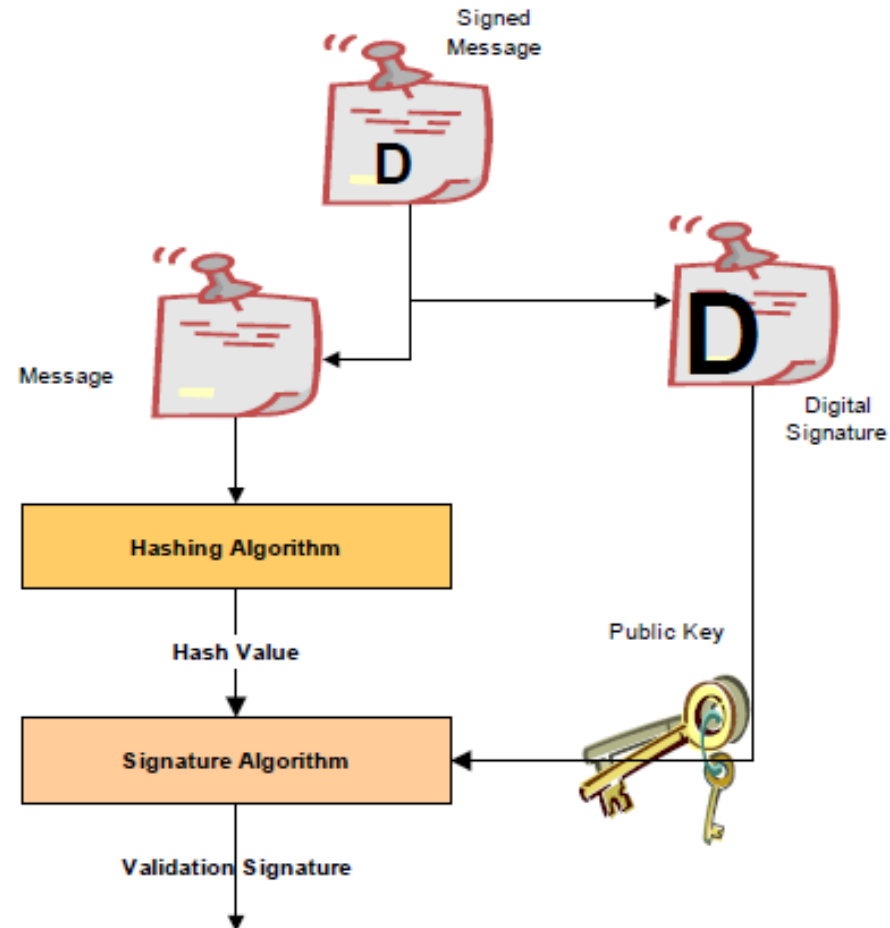 Signed
Message
D
D
Message
Digital
Signature
Hashing Algorithm
Public Key
Hash Value
Signature Algorithm
Validation Signature